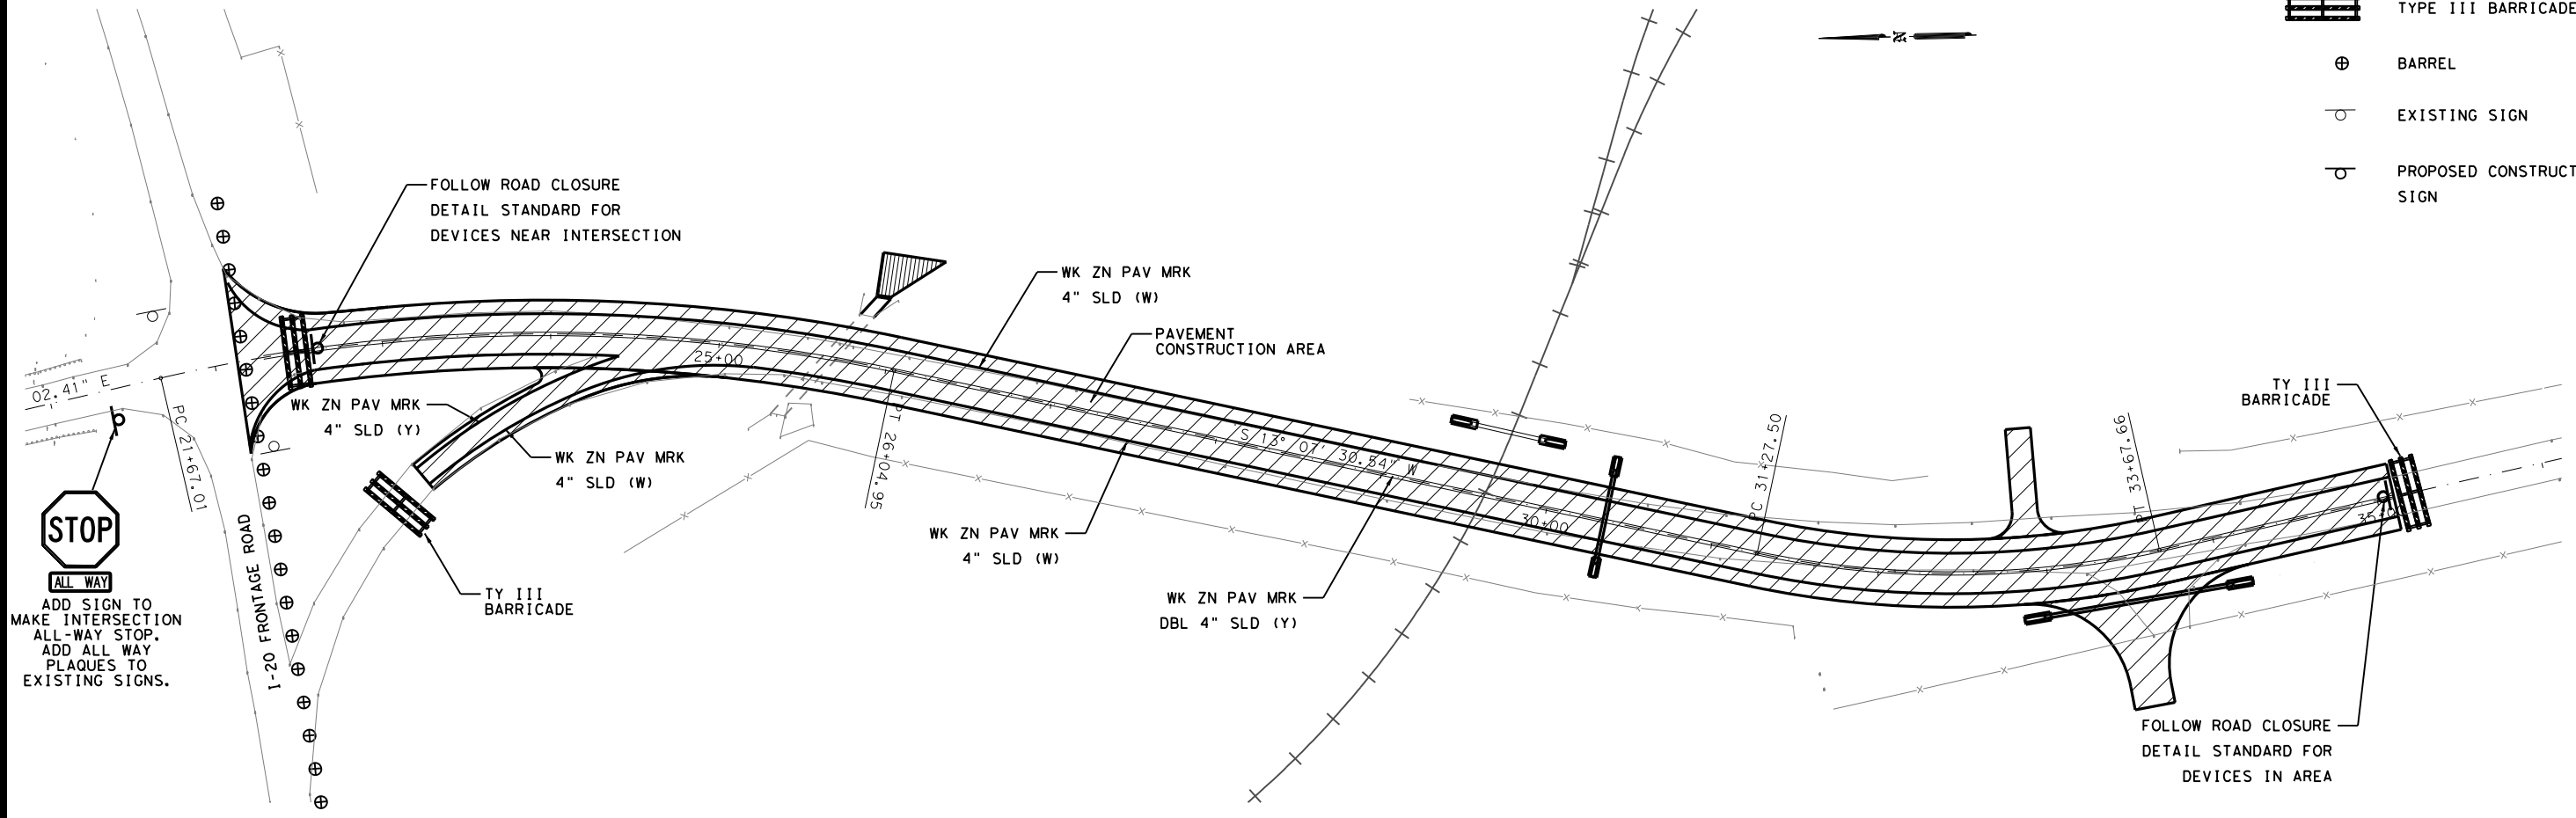 TYPE III BARRICADE
BARREL
EXISTING SIGN
PROPOSED CONSTRUCT
SIGN
N
FOLLOW ROAD CLOSURE
DETAIL STANDARD FOR
DEVICES NEAR INTERSECTION
WK ZN PAV MRK
4" SLD (W)
PAVEMENT
CONSTRUCTION AREA
25+00
02.41" E
PC 21+67.01
WK ZN PAV MRK
4" SLD (Y)
WK ZN PAV MRK
4" SLD (W)
PT 26+04.95
S 13° 07' 30.54" W
30+00
PC 31+27.50
PT 33+67.66
TY III
BARRICADE
WK ZN PAV MRK
4" SLD (W)
WK ZN PAV MRK
DBL 4" SLD (Y)
STOP
ALL WAY
ADD SIGN TO
MAKE INTERSECTION
ALL-WAY STOP.
ADD ALL WAY
PLAQUES TO
EXISTING SIGNS.
I-20 FRONTAGE ROAD
TY III
BARRICADE
FOLLOW ROAD CLOSURE
DETAIL STANDARD FOR
DEVICES IN AREA